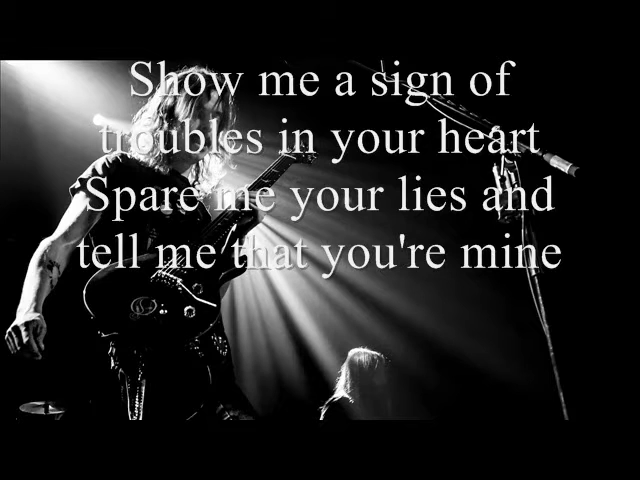 Show me a sign of
troubles in your heart
Spare me your lies and
tell me that you're mine